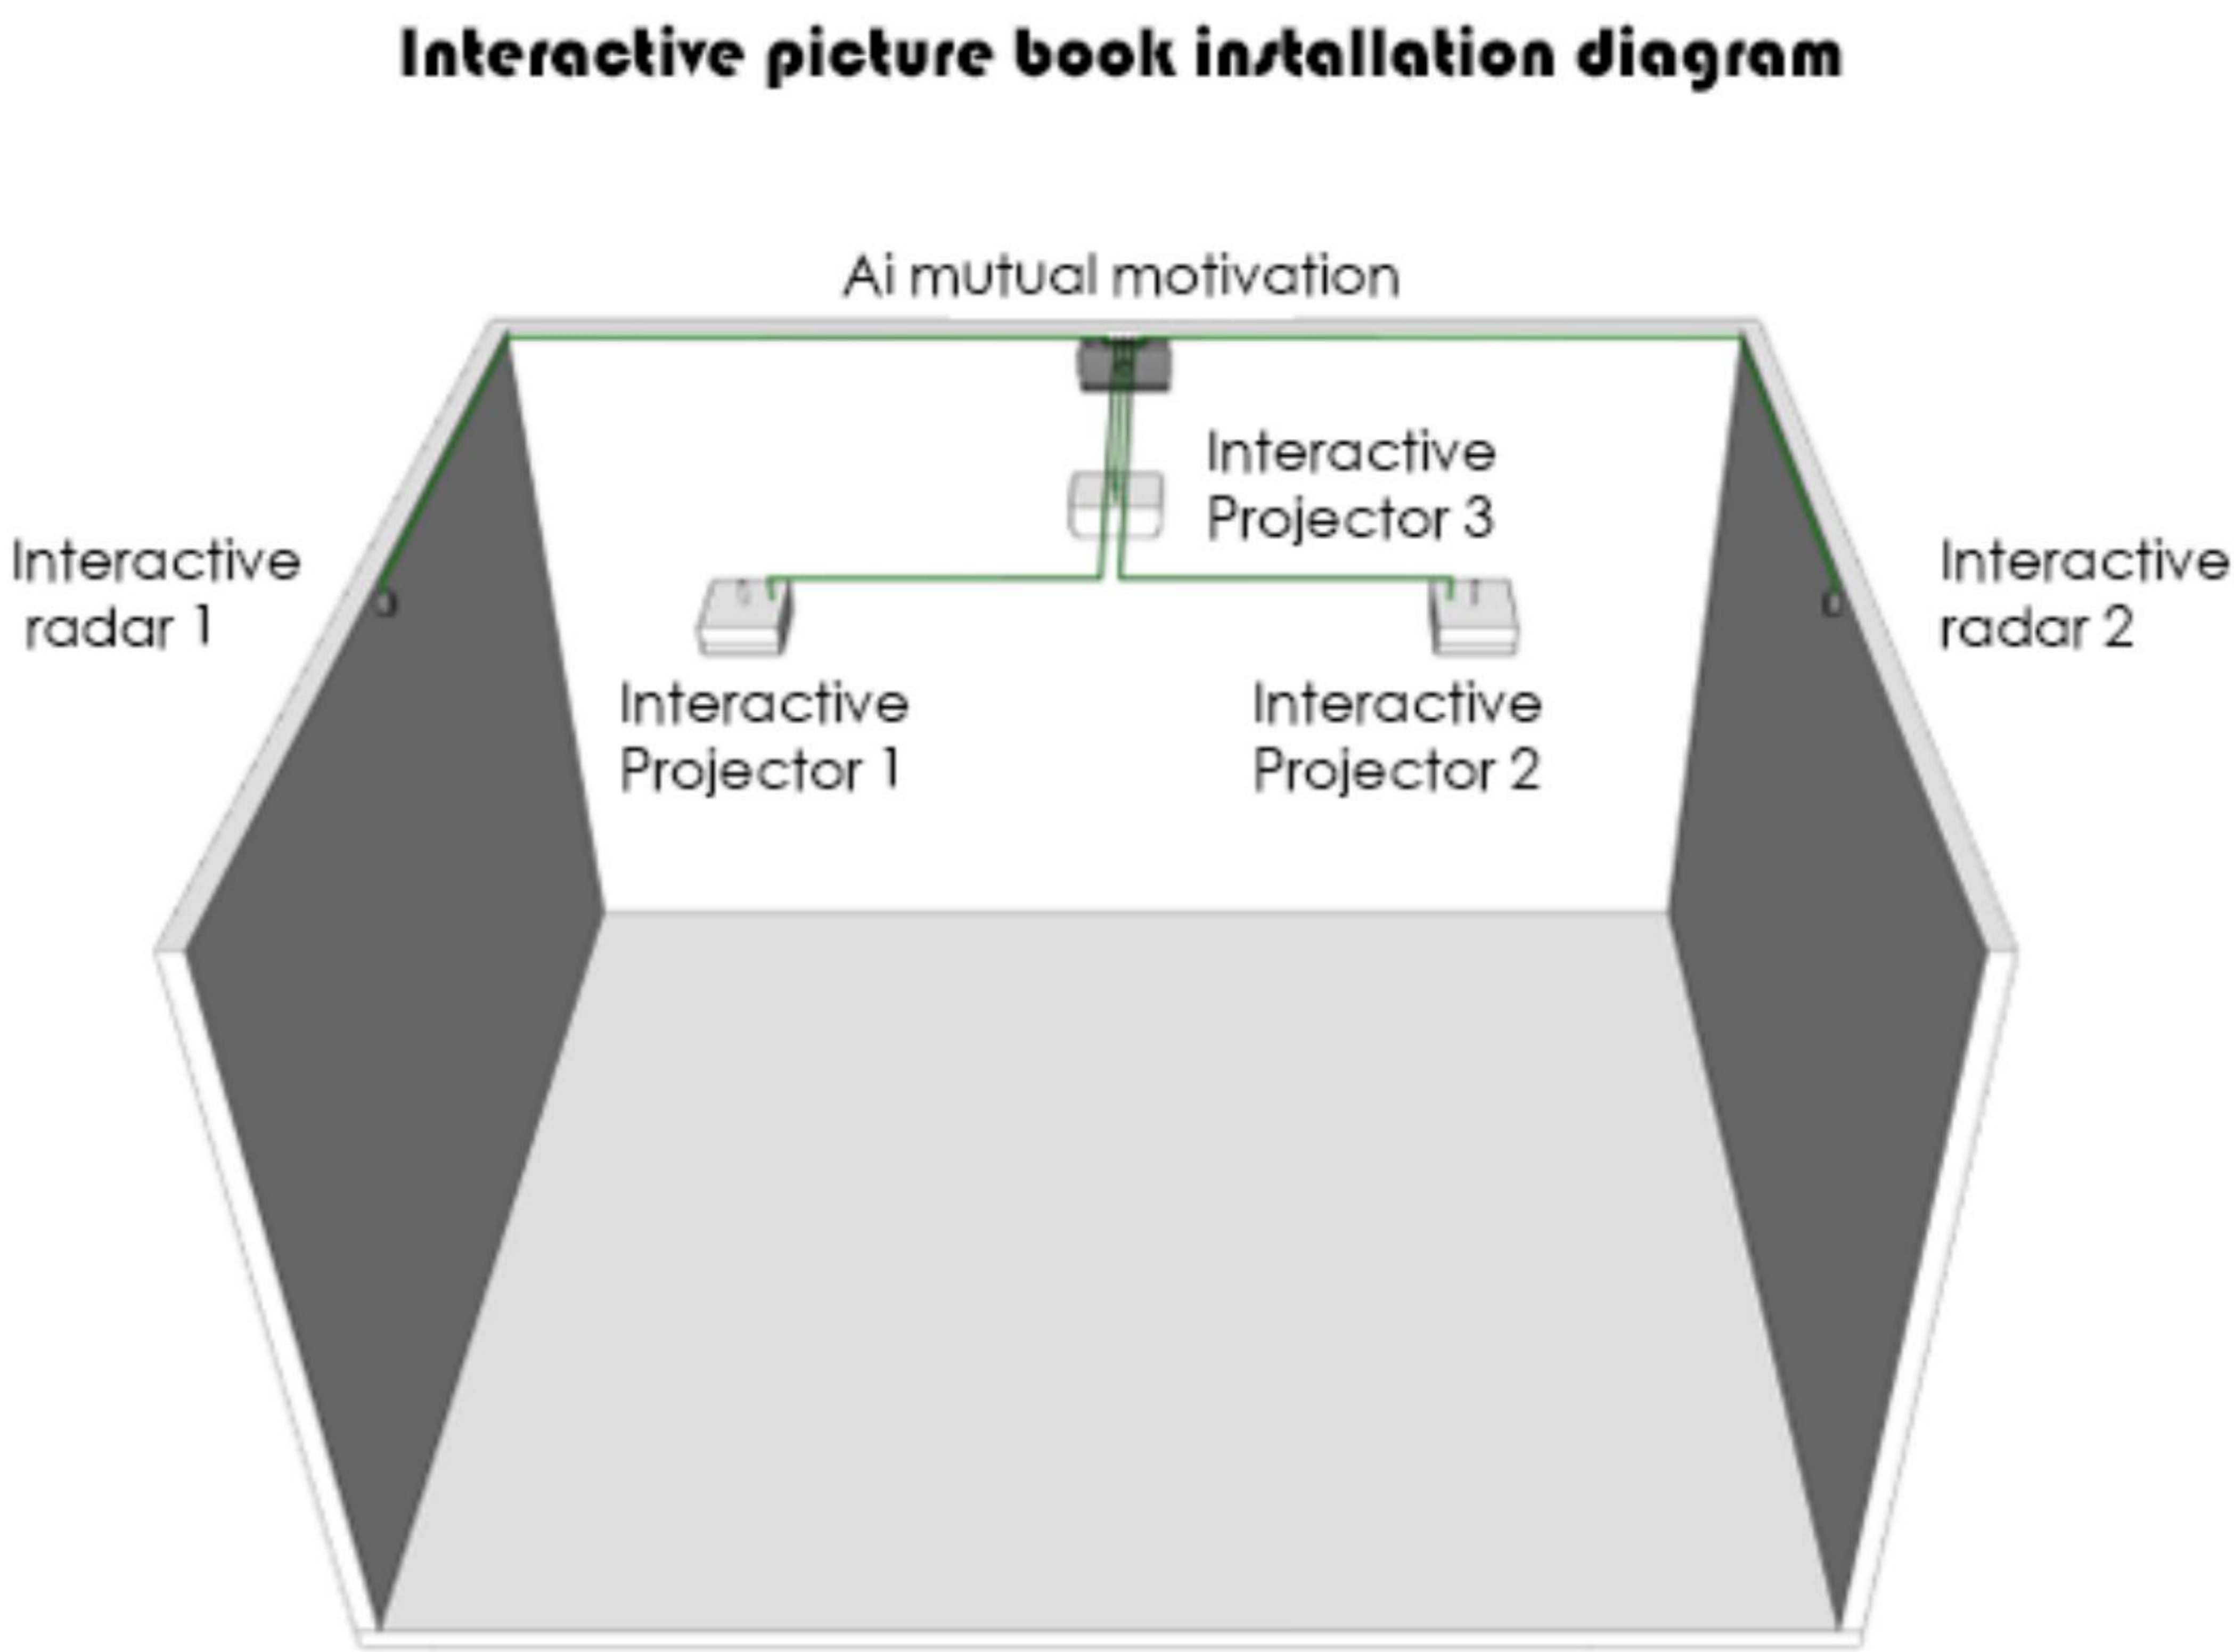 Interactive picture book installation diagram
Ai mutual motivation
Interactive
Projector 3
Interactive
radar 1
Interactive
radar 2
Interactive
Projector 1
Interactive
Projector 2